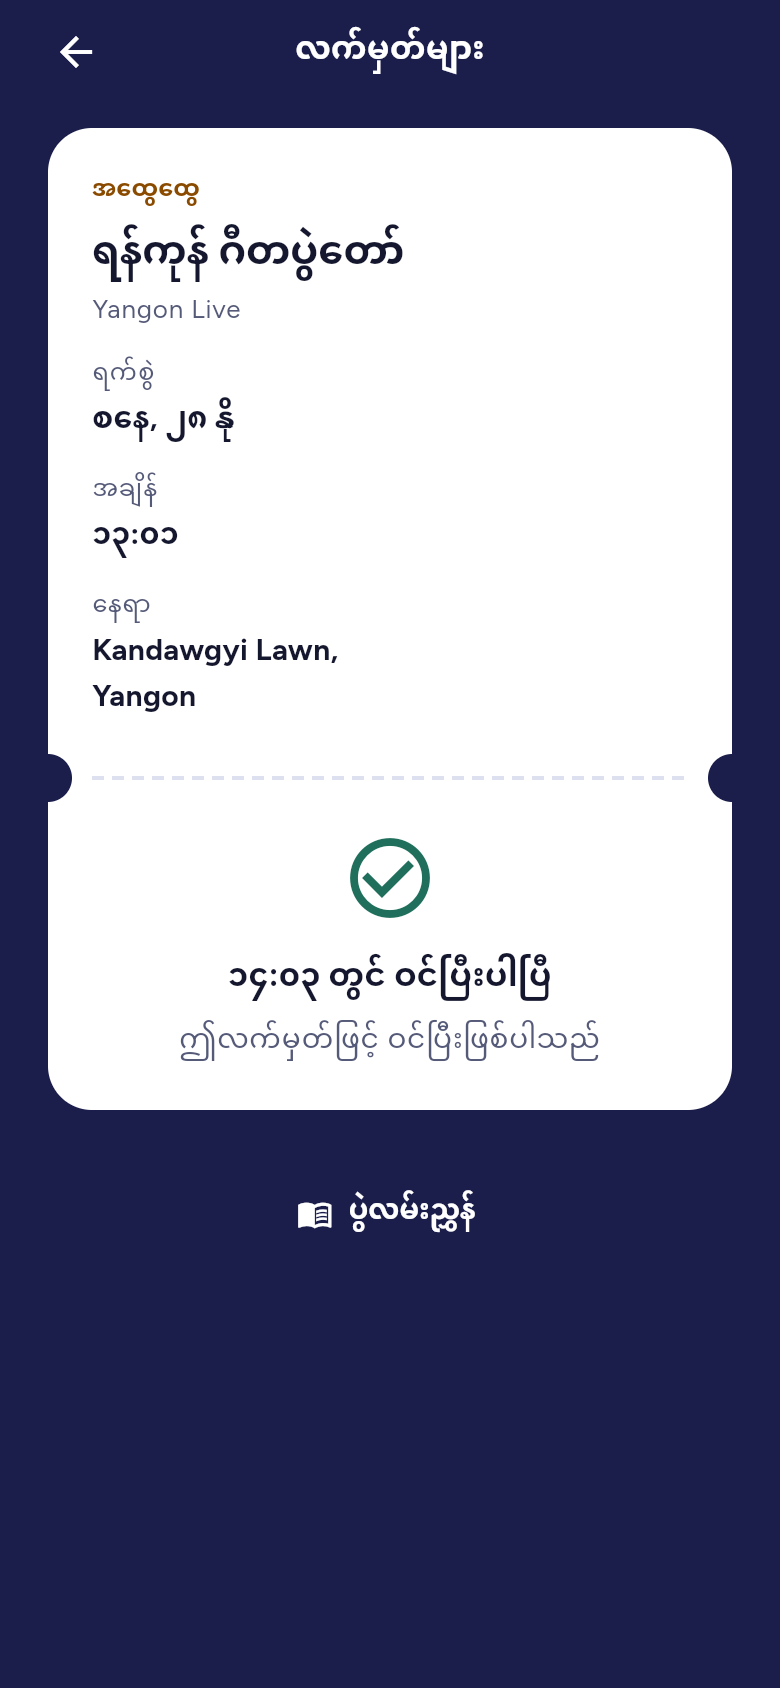 လက်မှတ်များ
အထွေထွေ
ရန်ကုန် ဂီတပွဲတော်
Yangon Live
ရက်စွဲ
စနေ, ၂၈ နို
အချိန်
၁၃:၀၁
နေရာ
Kandawgyi Lawn,
Yangon
၁၄:၀၃ တွင် ဝင်ပြီးပါပြီ
ဤလက်မှတ်ဖြင့် ဝင်ပြီးဖြစ်ပါသည်
ပွဲလမ်းညွှန်